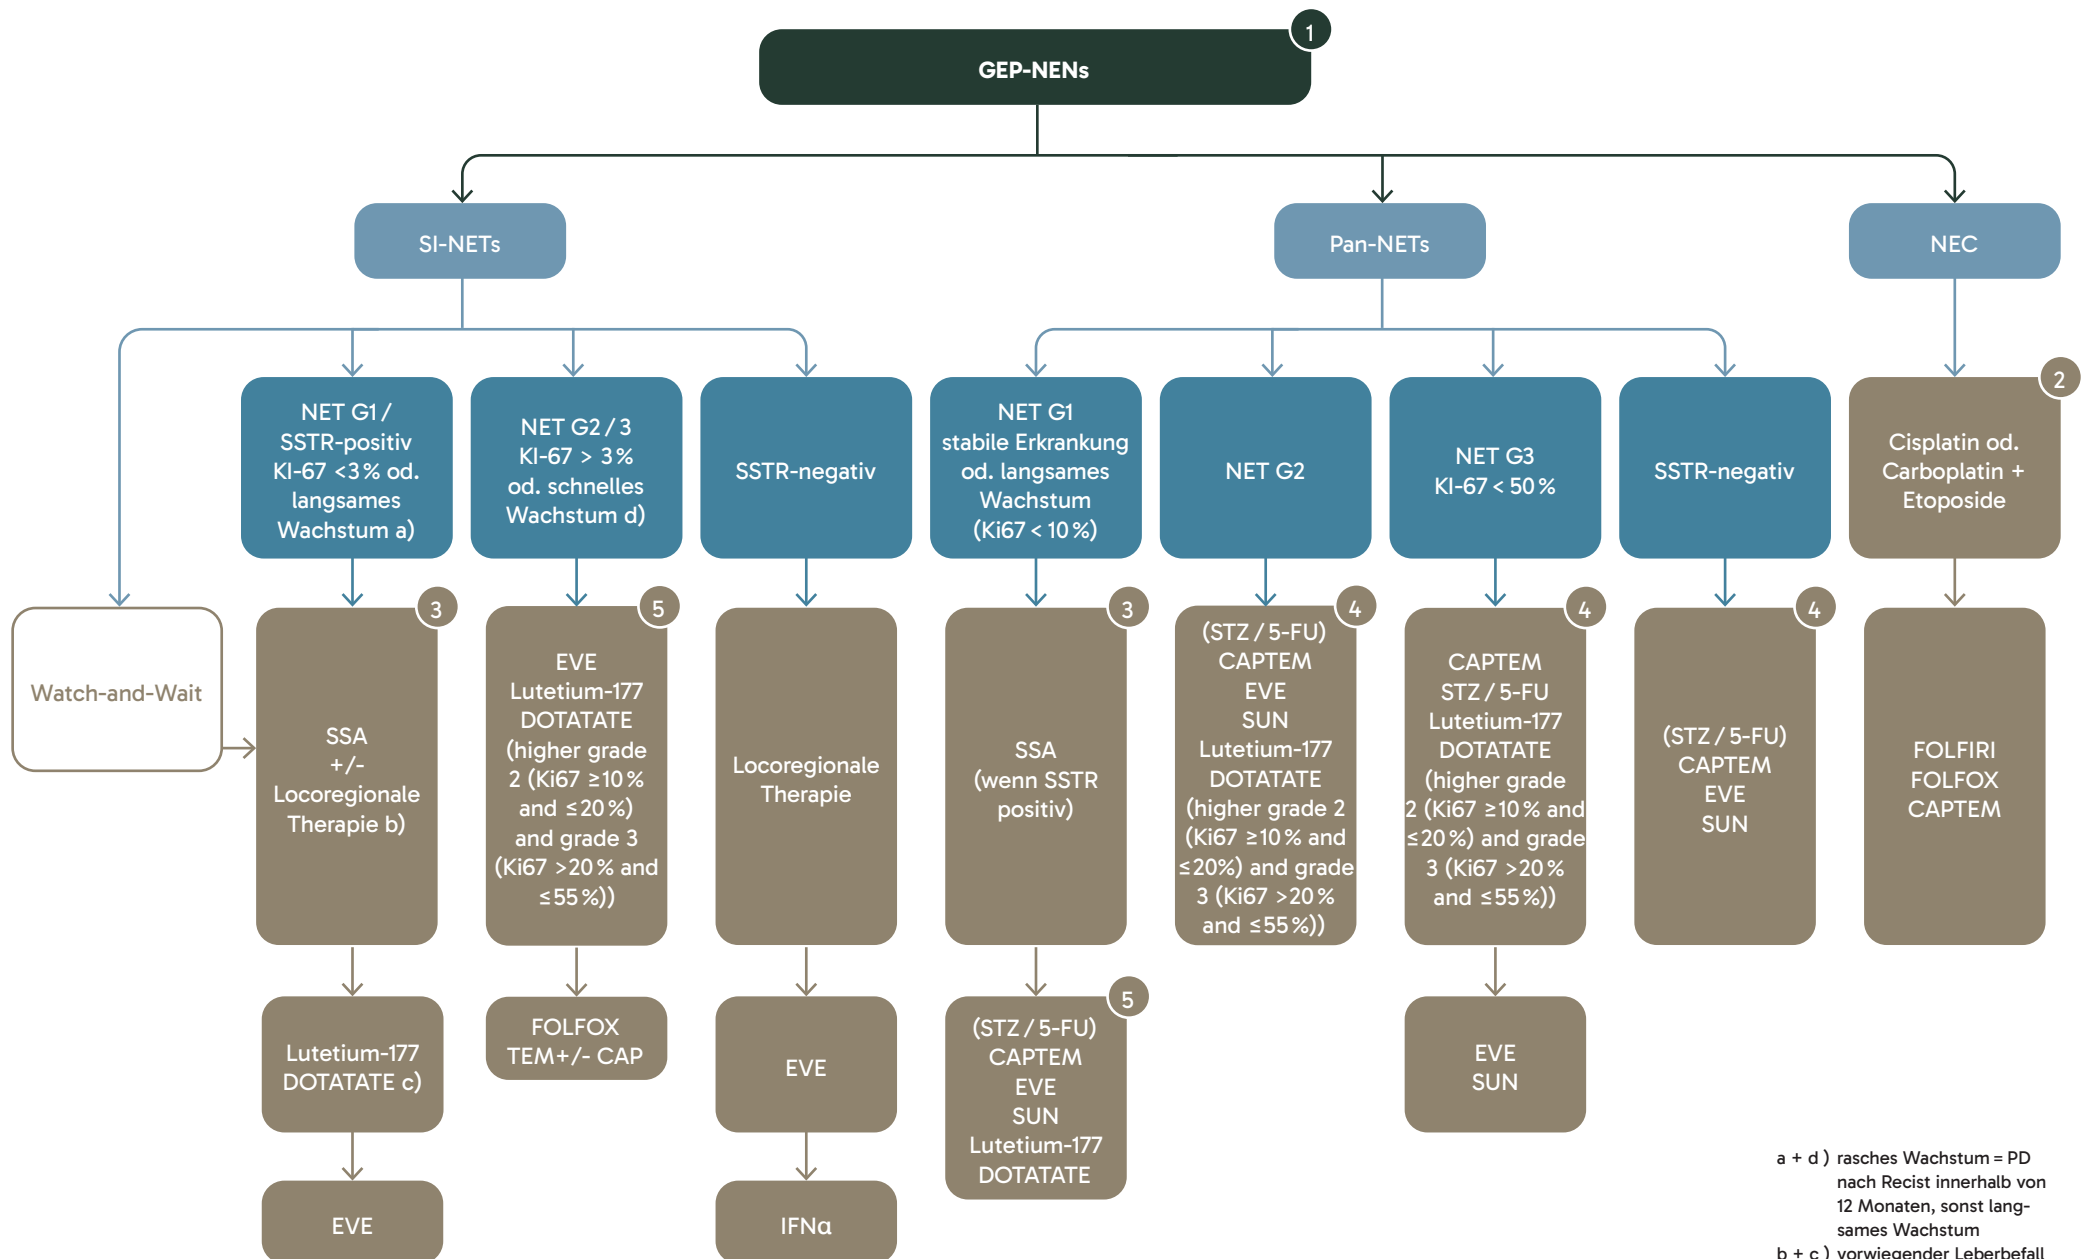 1
GEP-NENs
SI-NETs
Pan-NETs
NEC
NET G1 /
SSTR-positiv
KI-67 <3 % od.
langsames
Wachstum a)
NET G2 / 3
KI-67 > 3 %
od. schnelles
Wachstum d)
SSTR-negativ
NET G1
stabile Erkrankung
od. langsames
Wachstum
(Ki67 < 10 %)
NET G2
NET G3
KI-67 < 50 %
SSTR-negativ
2
Cisplatin od.
Carboplatin +
Etoposide
Watch-and-Wait
3
SSA
+/-
Locoregionale
Therapie b)
5
EVE
Lutetium-177
DOTATATE
(higher grade
2 (Ki67 ≥10 %
and ≤20 %)
and grade 3
(Ki67 >20 % and
≤55 %))
Locoregionale
Therapie
3
SSA
(wenn SSTR
positiv)
4
(STZ / 5-FU)
CAPTEM
EVE
SUN
Lutetium-177
DOTATATE
(higher grade 2
(Ki67 ≥10 % and
≤20%) and grade
3 (Ki67 >20 %
and ≤55 %))
4
CAPTEM
STZ / 5-FU
Lutetium-177
DOTATATE
(higher grade
2 (Ki67 ≥10 % and
≤20 %) and grade
3 (Ki67 >20 %
and ≤55 %))
4
(STZ / 5-FU)
CAPTEM
EVE
SUN
FOLFIRI
FOLFOX
CAPTEM
Lutetium-177
DOTATATE c)
FOLFOX
TEM+/- CAP
EVE
5
(STZ / 5-FU)
CAPTEM
EVE
SUN
Lutetium-177
DOTATATE
EVE
SUN
EVE
IFNα
a + d ) rasches Wachstum = PD
nach Recist innerhalb von
12 Monaten, sonst lang-
sames Wachstum
b + c ) vorwiegender Leberbefall